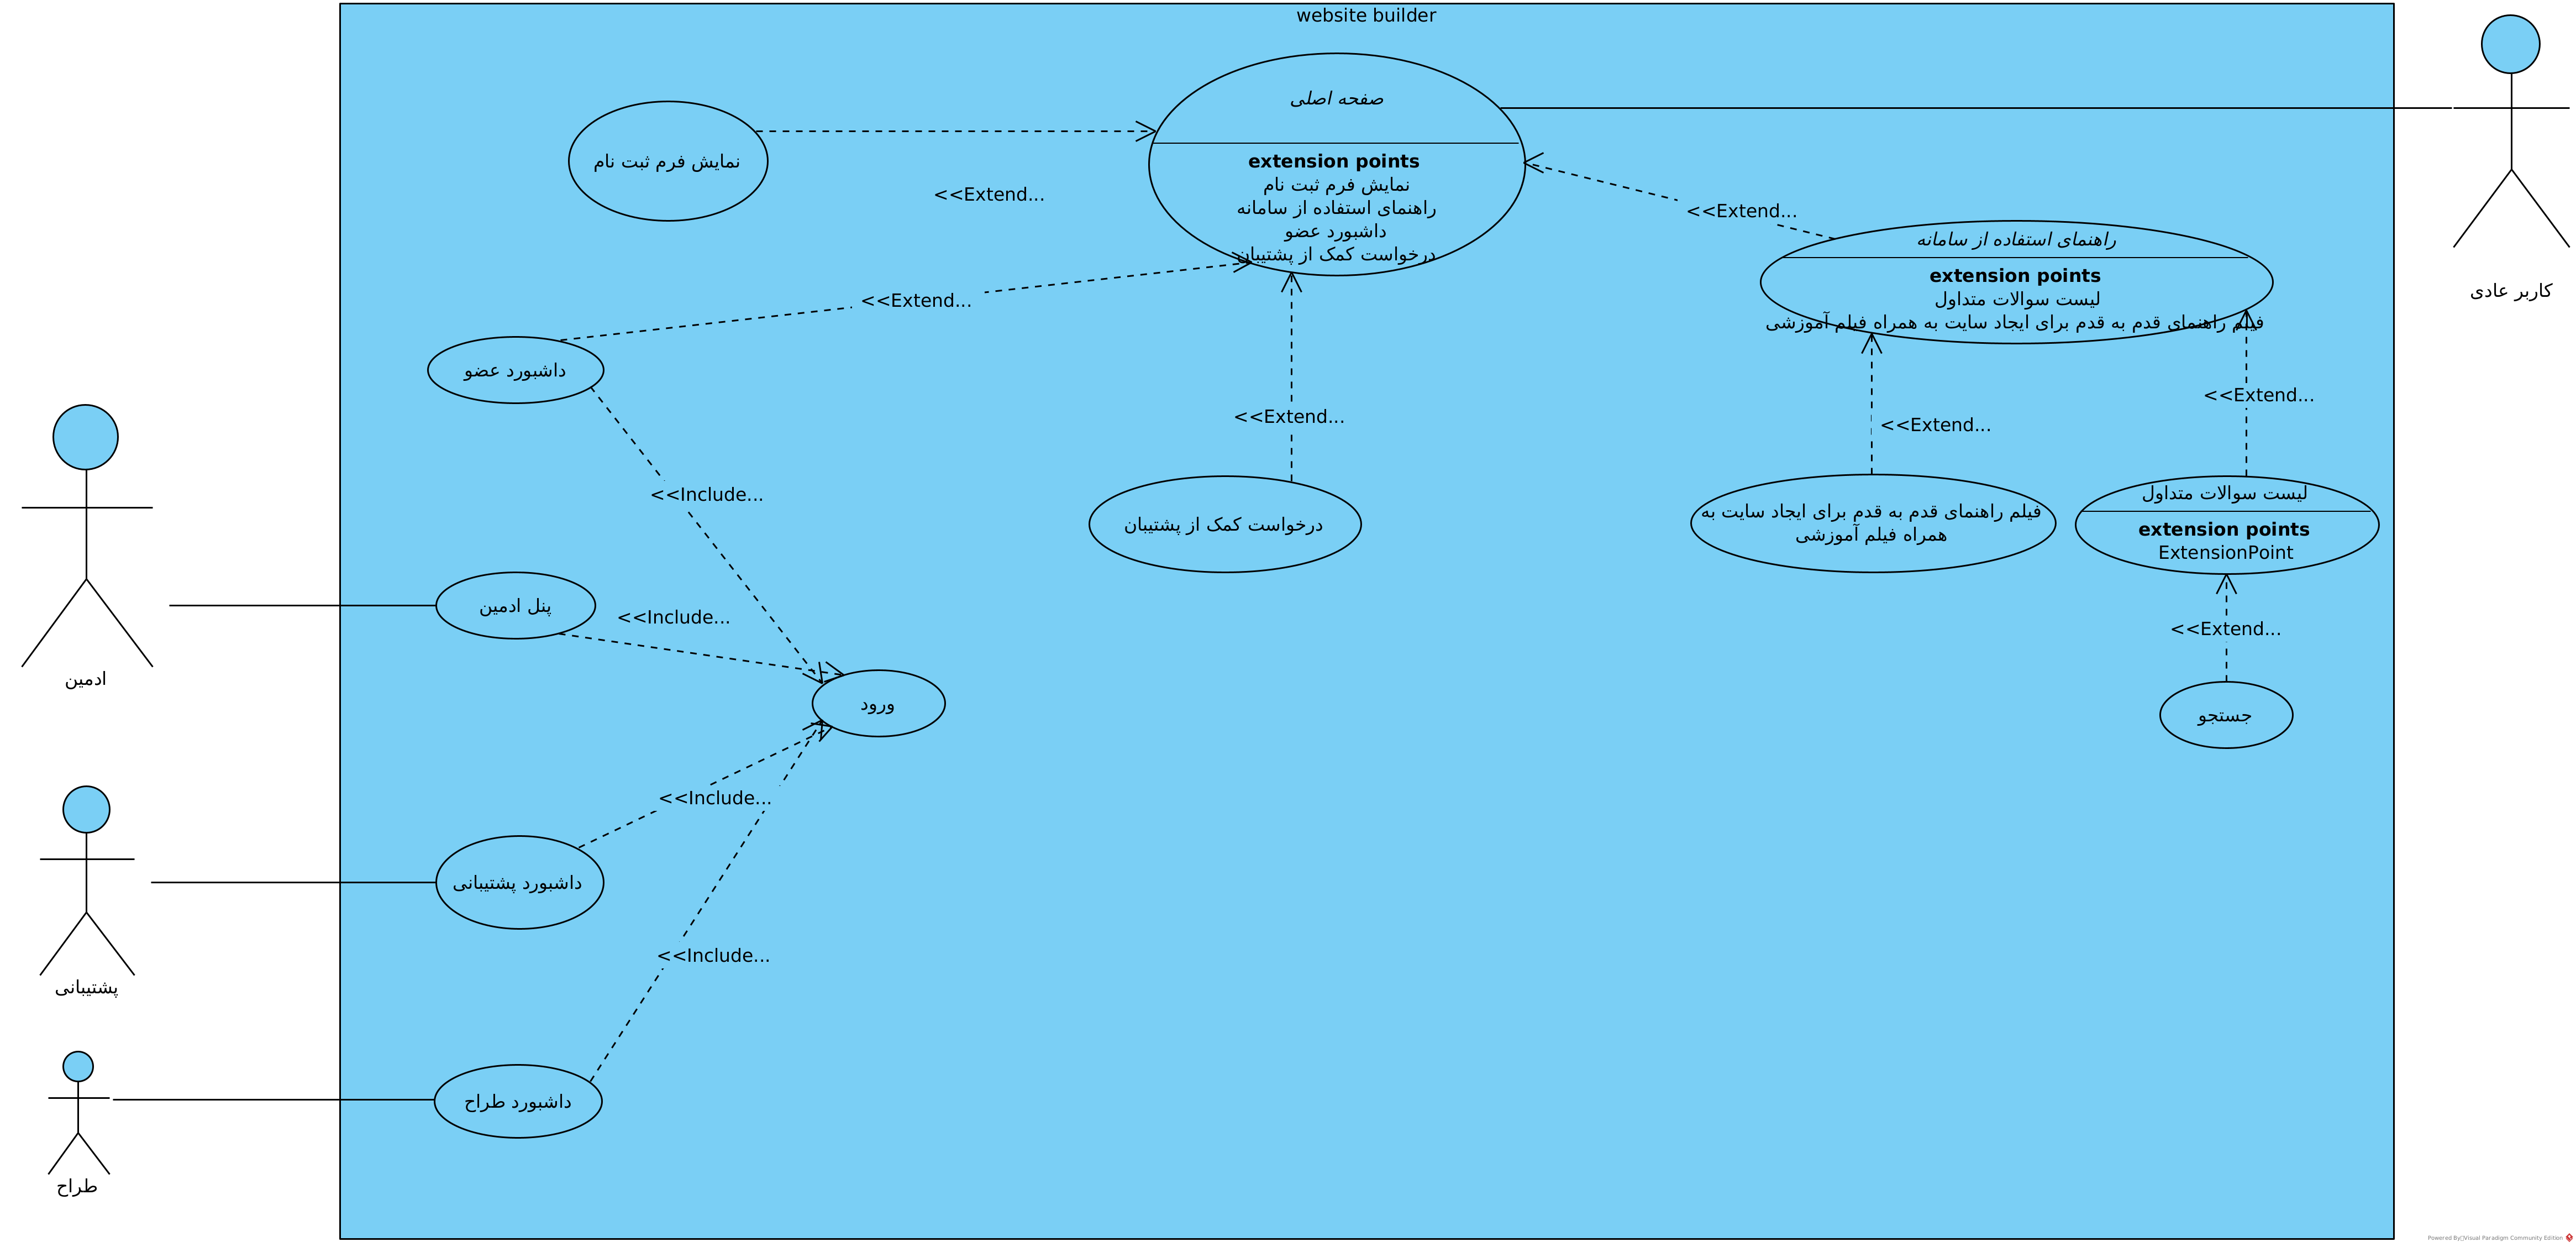 website builder
صفحه اصلی
extension points
نمایش فرم ثبت نام
راهنمای استفاده از سامانه
داشبورد عضو
درخواست کمک از پشتیبان
نمایش فرم ثبت نام
<<Extend...
<<Extend...
راهنمای استفاده از سامانه
extension points
لیست سوالات متداول
فیلم راهنمای قدم به قدم برای ایجاد سایت به همراه فیلم آموزشی
کاربر عادی
<<Extend...
داشبورد عضو
<<Extend...
<<Extend...
<<Extend...
<<Include...
درخواست کمک از پشتیبان
فیلم راهنمای قدم به قدم برای ایجاد سایت به
همراه فیلم آموزشی
لیست سوالات متداول
extension points
ExtensionPoint
پنل ادمین
<<Include...
<<Extend...
ادمین
ورود
جستجو
<<Include...
داشبورد پشتیبانی
<<Include...
پشتیبانی
داشبورد طراح
طراح
Powered By▯Visual Paradigm Community Edition